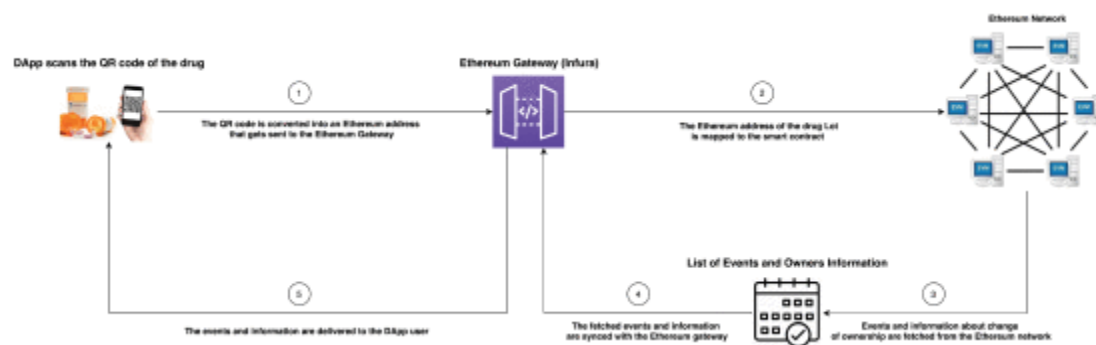 Ethereum Network
DApp scans the QR code of the drug
Ethereum Gateway (Infura)
1
2
The QR code is converted into an Ethereum address
that gets sent to the Ethereum Gateway
The Ethereum address of the drug Lot
is mapped to the smart contract
List of Events and Owners Information
5
4
3
The events and information are delivered to the DApp user
The fetched events and information
are synced with the Ethereum gateway
Events and information about change
of ownership are fetched from the Ethereum network